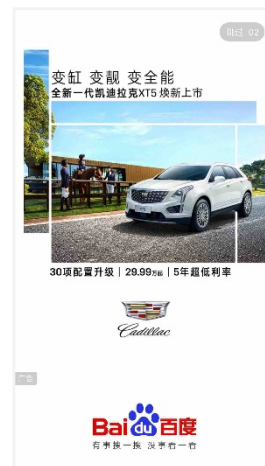 跳过 02
变缸 变靓 变全能
全新一代凯迪拉克XT5 焕新上市
30项配置升级｜29.99万起｜5年超低利率
Cadillac
广告
Bai du 百度
有事搜一搜 没事看一看